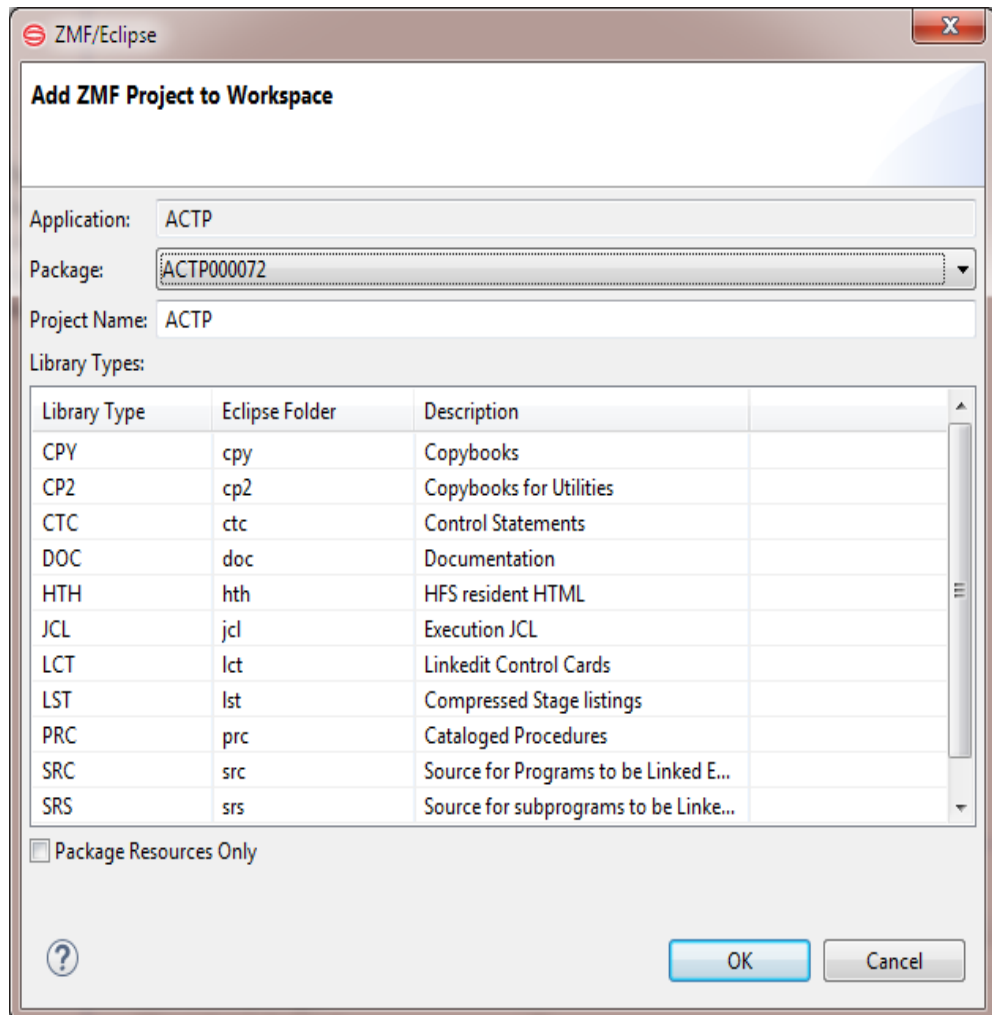 ZMF/Eclipse
Add ZMF Project to Workspace
Application: ACTP
Package: ACTP000072
Project Name: ACTP
Library Types:
Library Type Eclipse Folder Description
CPY cpy Copybooks
CP2 cp2 Copybooks for Utilities
CTC ctc Control Statements
DOC doc Documentation
HTH hth HFS resident HTML
JCL jcl Execution JCL
LCT lct Linkedit Control Cards
LST lst Compressed Stage listings
PRC prc Cataloged Procedures
SRC src Source for Programs to be Linked E...
SRS srs Source for subprograms to be Linke...
Package Resources Only
? OK Cancel